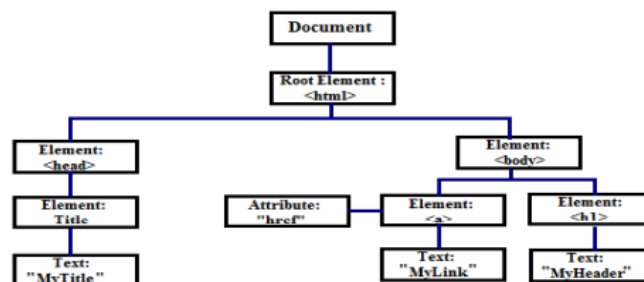 Document
Root Element :
<html>
Element:
<head>
Element:
<body>
Element:
Title
Attribute:
"href"
Element:
<a>
Element:
<h1>
Text:
"MyTitle"
Text:
"MyLink"
Text:
"MyHeader"